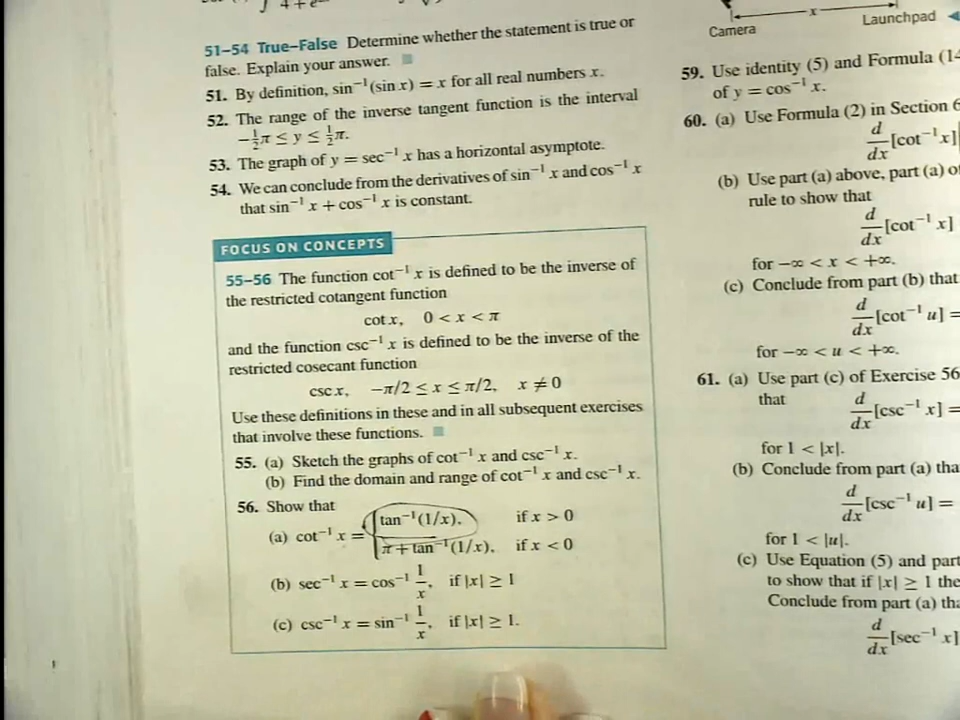 51–54 True–False Determine whether the statement is true or
false. Explain your answer.
51. By definition, sin⁻¹(sin x) = x for all real numbers x.
52. The range of the inverse tangent function is the interval
−½π ≤ y ≤ ½π.
53. The graph of y = sec⁻¹ x has a horizontal asymptote.
54. We can conclude from the derivatives of sin⁻¹ x and cos⁻¹ x
that sin⁻¹ x + cos⁻¹ x is constant.
FOCUS ON CONCEPTS
55–56 The function cot⁻¹ x is defined to be the inverse of
the restricted cotangent function
cot x, 0 < x < π
and the function csc⁻¹ x is defined to be the inverse of the
restricted cosecant function
csc x, −π/2 ≤ x ≤ π/2, x ≠ 0
Use these definitions in these and in all subsequent exercises
that involve these functions.
55. (a) Sketch the graphs of cot⁻¹ x and csc⁻¹ x.
(b) Find the domain and range of cot⁻¹ x and csc⁻¹ x.
56. Show that
(a) cot⁻¹ x = { tan⁻¹(1/x), if x > 0
π + tan⁻¹(1/x), if x < 0
(b) sec⁻¹ x = cos⁻¹ 1/x, if |x| ≥ 1
(c) csc⁻¹ x = sin⁻¹ 1/x, if |x| ≥ 1.
x
Camera Launchpad
59. Use identity (5) and Formula
of y = cos⁻¹ x.
60. (a) Use Formula (2) in Section
d/dx [cot⁻¹ x]
(b) Use part (a) above, part (a)
rule to show that
d/dx [cot⁻¹ x]
for −∞ < x < +∞.
(c) Conclude from part (b) that
d/dx [cot⁻¹ u] =
for −∞ < u < +∞.
61. (a) Use part (c) of Exercise 56
that d/dx [csc⁻¹ x] =
for 1 < |x|.
(b) Conclude from part (a)
d/dx [csc⁻¹ u] =
for 1 < |u|.
(c) Use Equation (5) and part
to show that if |x| ≥ 1
Conclude from part (a)
d/dx [sec⁻¹ x]